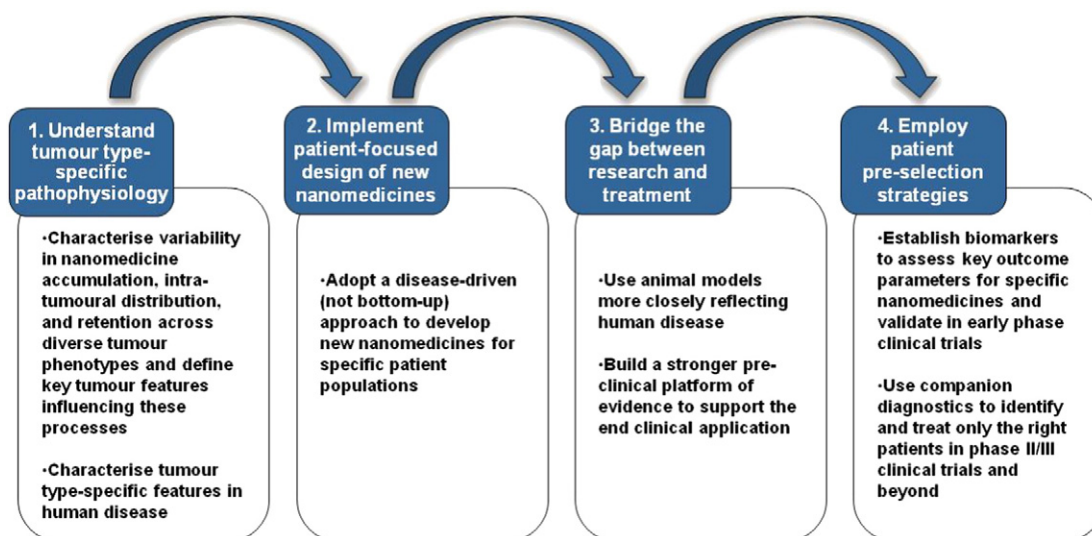 1. Understand
tumour type-
specific
pathophysiology
·Characterise variability
in nanomedicine
accumulation, intra-
tumoural distribution,
and retention across
diverse tumour
phenotypes and define
key tumour features
influencing these
processes
·Characterise tumour
type-specific features in
human disease
2. Implement
patient-focused
design of new
nanomedicines
·Adopt a disease-driven
(not bottom-up)
approach to develop
new nanomedicines for
specific patient
populations
3. Bridge the
gap between
research and
treatment
·Use animal models
more closely reflecting
human disease
·Build a stronger pre-
clinical platform of
evidence to support the
end clinical application
4. Employ
patient
pre-selection
strategies
·Establish biomarkers
to assess key outcome
parameters for specific
nanomedicines and
validate in early phase
clinical trials
·Use companion
diagnostics to identify
and treat only the right
patients in phase II/III
clinical trials and
beyond